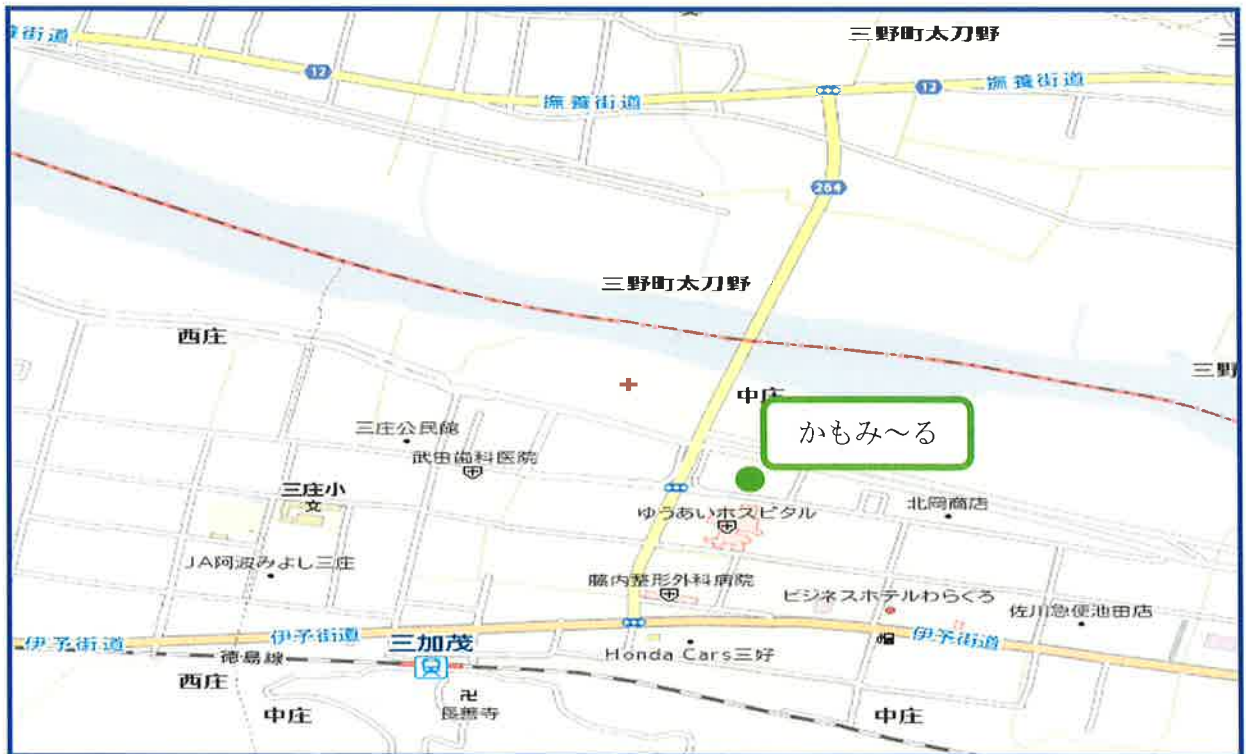 三野町太刀野
養街道
12
撫養街道
12
撫養街道
264
三野町太刀野
西庄
三野
中庄
かもみ～る
三庄公民館
武田歯科医院
三庄小
文
北岡商店
ゆうあいホスピタル
JA阿波みよし三庄
脇内整形外科病院
ビジネスホテルわらくろ
佐川急便池田店
伊予街道
伊予街道
三加茂
伊予街道
徳島線
Honda Cars三好
西庄
卍
長善寺
中庄
中庄